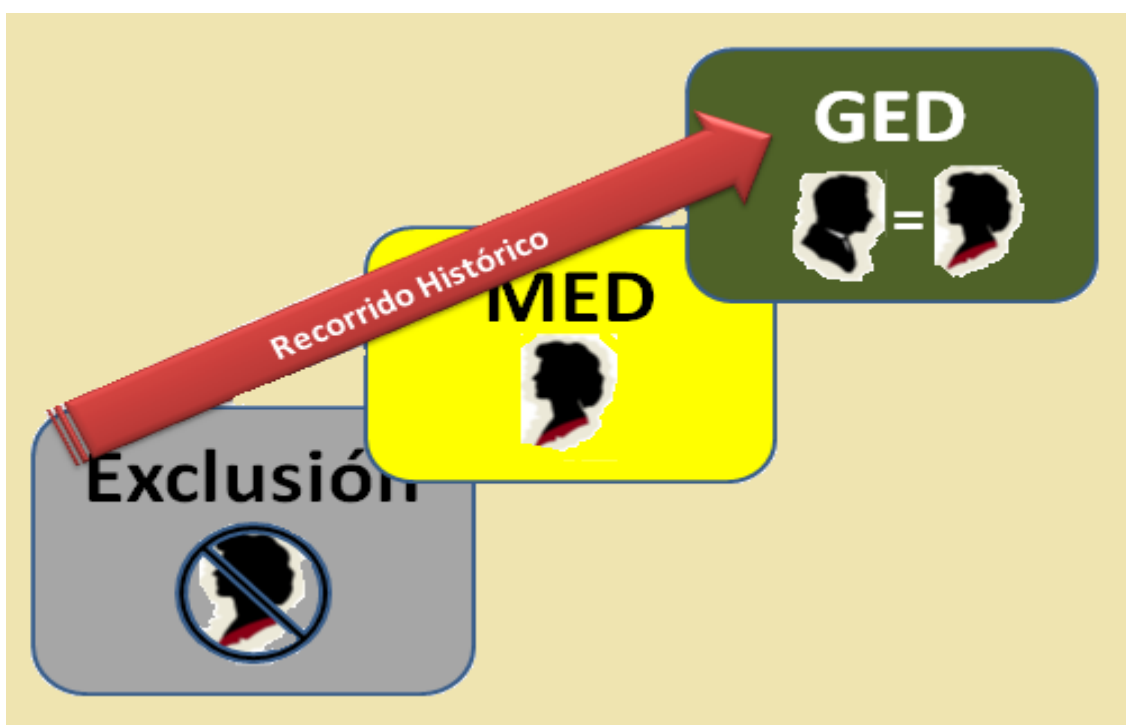 GED
=
Recorrido Histórico
MED
Exclusión